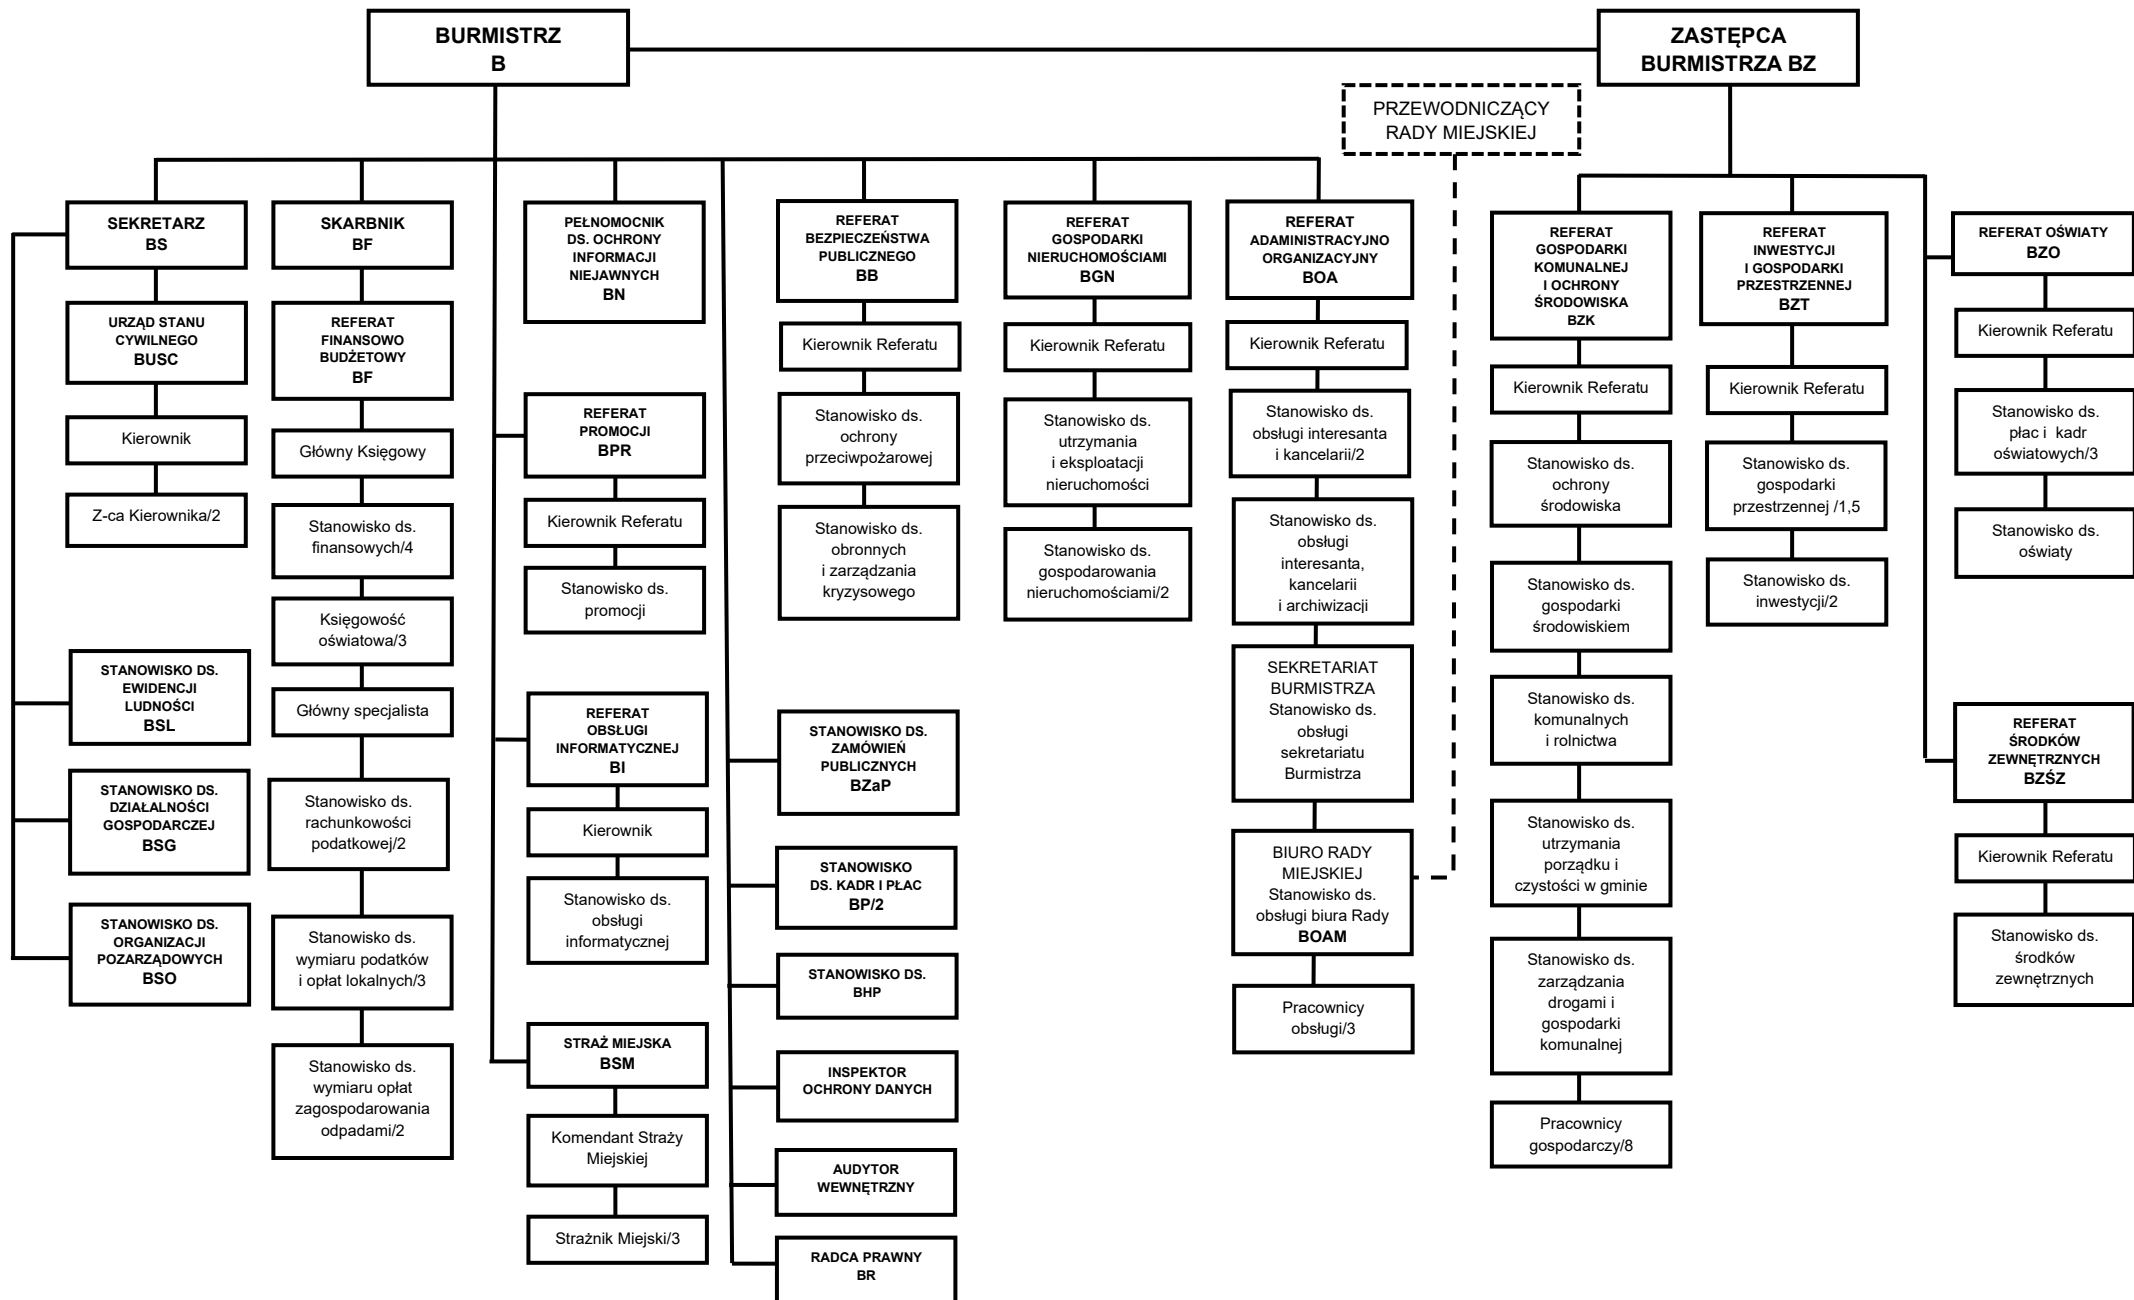 BURMISTRZ
B
ZASTĘPCA
BURMISTRZA BZ
PRZEWODNICZĄCY
RADY MIEJSKIEJ
SEKRETARZ
BS
URZĄD STANU
CYWILNEGO
BUSC
Kierownik
Z-ca Kierownika/2
STANOWISKO DS.
EWIDENCJI
LUDNOŚCI
BSL
STANOWISKO DS.
DZIAŁALNOŚCI
GOSPODARCZEJ
BSG
STANOWISKO DS.
ORGANIZACJI
POZARZĄDOWYCH
BSO
SKARBNIK
BF
REFERAT
FINANSOWO
BUDŻETOWY
BF
Główny Księgowy
Stanowisko ds.
finansowych/4
Księgowość
oświatowa/3
Główny specjalista
Stanowisko ds.
rachunkowości
podatkowej/2
Stanowisko ds.
wymiaru podatków
i opłat lokalnych/3
Stanowisko ds.
wymiaru opłat
zagospodarowania
odpadami/2
PEŁNOMOCNIK
DS. OCHRONY
INFORMACJI
NIEJAWNYCH
BN
REFERAT
PROMOCJI
BPR
Kierownik Referatu
Stanowisko ds.
promocji
REFERAT
OBSŁUGI
INFORMATYCZNEJ
BI
Kierownik
Stanowisko ds.
obsługi
informatycznej
STRAŻ MIEJSKA
BSM
Komendant Straży
Miejskiej
Strażnik Miejski/3
REFERAT
BEZPIECZEŃSTWA
PUBLICZNEGO
BB
Kierownik Referatu
Stanowisko ds.
ochrony
przeciwpożarowej
Stanowisko ds.
obronnych
i zarządzania
kryzysowego
STANOWISKO DS.
ZAMÓWIEŃ
PUBLICZNYCH
BZaP
STANOWISKO
DS. KADR I PŁAC
BP/2
STANOWISKO DS.
BHP
INSPEKTOR
OCHRONY DANYCH
AUDYTOR
WEWNĘTRZNY
RADCA PRAWNY
BR
REFERAT
GOSPODARKI
NIERUCHOMOŚCIAMI
BGN
Kierownik Referatu
Stanowisko ds.
utrzymania
i eksploatacji
nieruchomości
Stanowisko ds.
gospodarowania
nieruchomościami/2
REFERAT
ADAMINISTRACYJNO
ORGANIZACYJNY
BOA
Kierownik Referatu
Stanowisko ds.
obsługi interesanta
i kancelarii/2
Stanowisko ds.
obsługi
interesanta,
kancelarii
i archiwizacji
SEKRETARIAT
BURMISTRZA
Stanowisko ds.
obsługi
sekretariatu
Burmistrza
BIURO RADY
MIEJSKIEJ
Stanowisko ds.
obsługi biura Rady
BOAM
Pracownicy
obsługi/3
REFERAT
GOSPODARKI
KOMUNALNEJ
I OCHRONY
ŚRODOWISKA
BZK
Kierownik Referatu
Stanowisko ds.
ochrony
środowiska
Stanowisko ds.
gospodarki
środowiskiem
Stanowisko ds.
komunalnych
i rolnictwa
Stanowisko ds.
utrzymania
porządku i
czystości w gminie
Stanowisko ds.
zarządzania
drogami i
gospodarki
komunalnej
Pracownicy
gospodarczy/8
REFERAT
INWESTYCJI
I GOSPODARKI
PRZESTRZENNEJ
BZT
Kierownik Referatu
Stanowisko ds.
gospodarki
przestrzennej /1,5
Stanowisko ds.
inwestycji/2
REFERAT OŚWIATY
BZO
Kierownik Referatu
Stanowisko ds.
płac i kadr
oświatowych/3
Stanowisko ds.
oświaty
REFERAT
ŚRODKÓW
ZEWNĘTRZNYCH
BZŚZ
Kierownik Referatu
Stanowisko ds.
środków
zewnętrznych